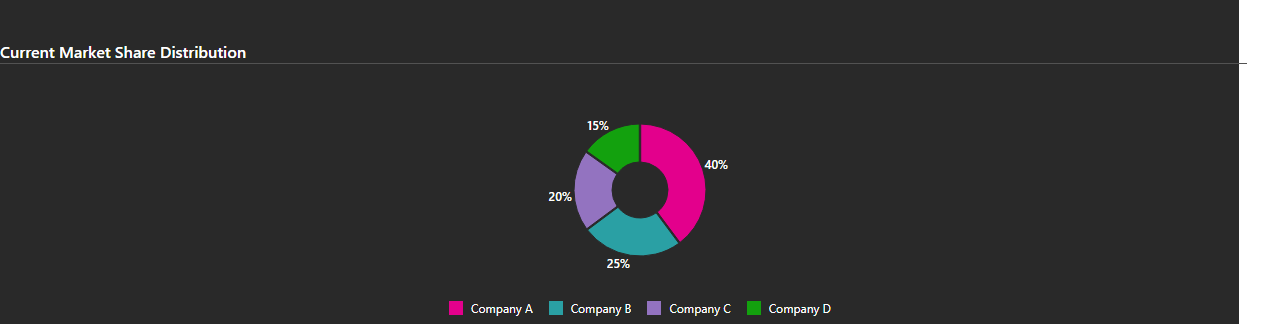 Current Market Share Distribution
15%
40%
20%
25%
Company A Company B Company C Company D